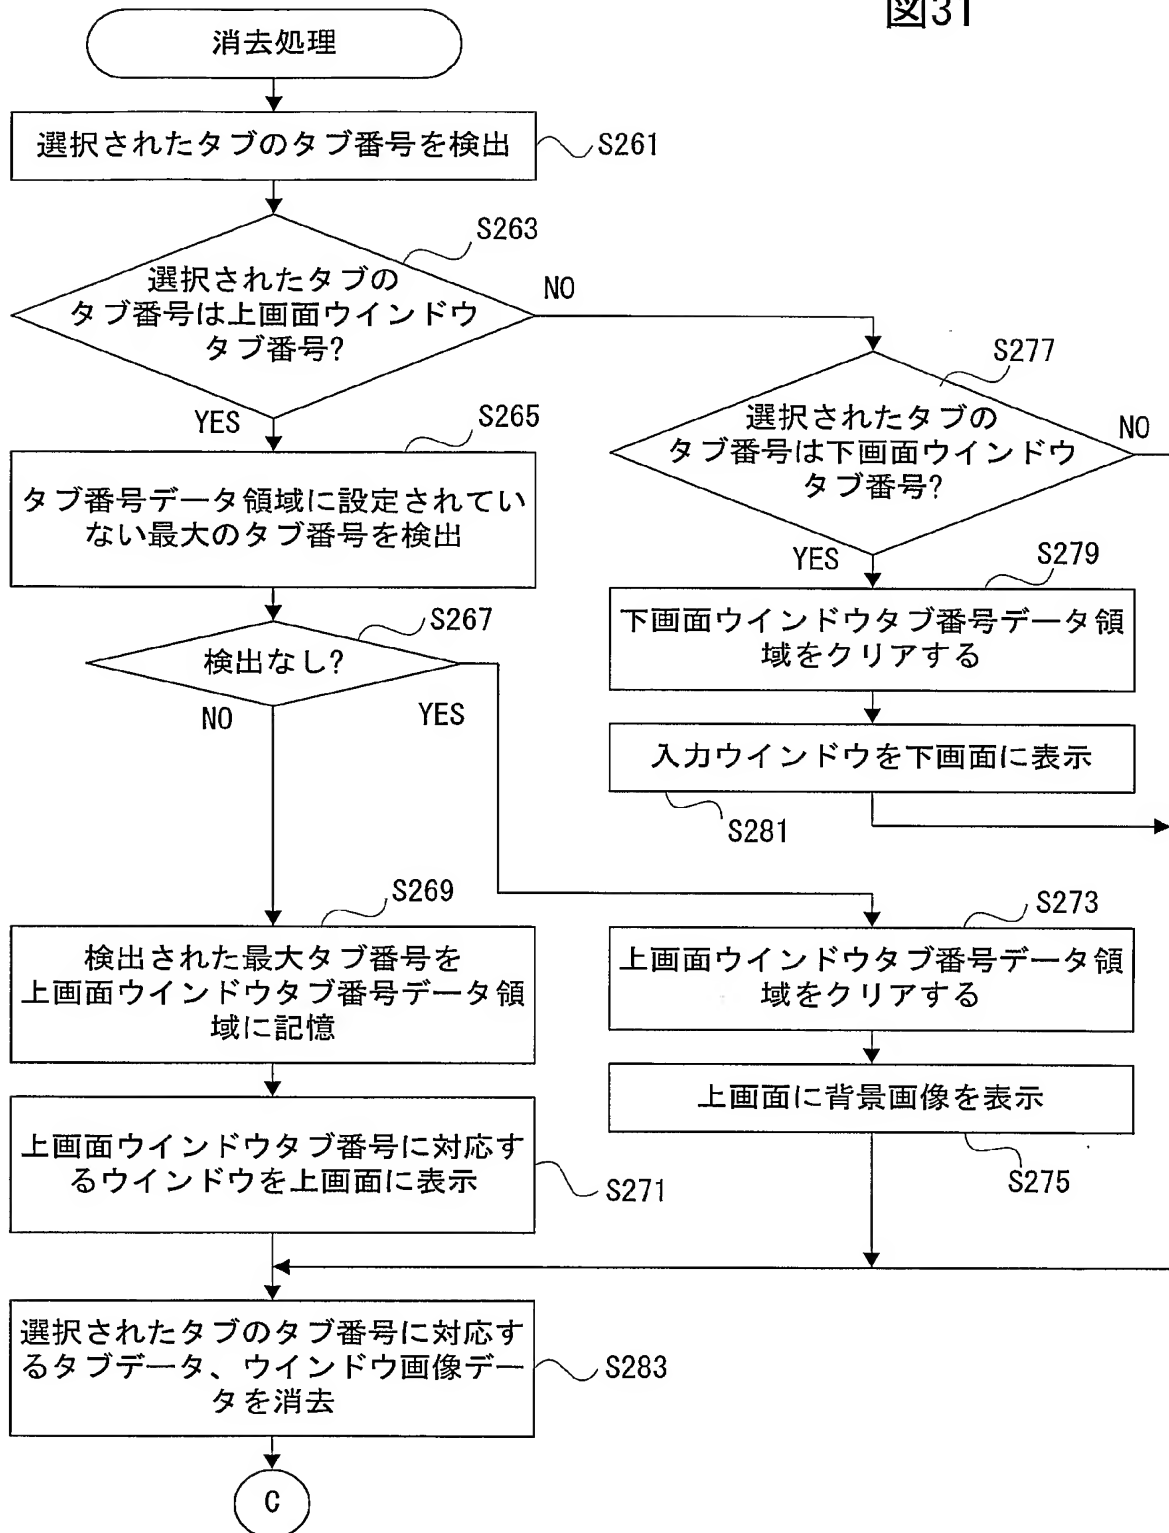 図31
消去処理
選択されたタブのタブ番号を検出
S261
S263
選択されたタブの
タブ番号は上画面ウインドウ
タブ番号?
NO
YES
S277
選択されたタブの
タブ番号は下画面ウインドウ
タブ番号?
NO
YES
S265
タブ番号データ領域に設定されてい
ない最大のタブ番号を検出
S279
下画面ウインドウタブ番号データ領
域をクリアする
S267
検出なし?
NO
YES
入力ウインドウを下画面に表示
S281
S269
検出された最大タブ番号を
上画面ウインドウタブ番号データ領
域に記憶
S273
上画面ウインドウタブ番号データ領
域をクリアする
上画面ウインドウタブ番号に対応す
るウインドウを上画面に表示
S271
上画面に背景画像を表示
S275
選択されたタブのタブ番号に対応す
るタブデータ、ウインドウ画像デー
タを消去
S283
C